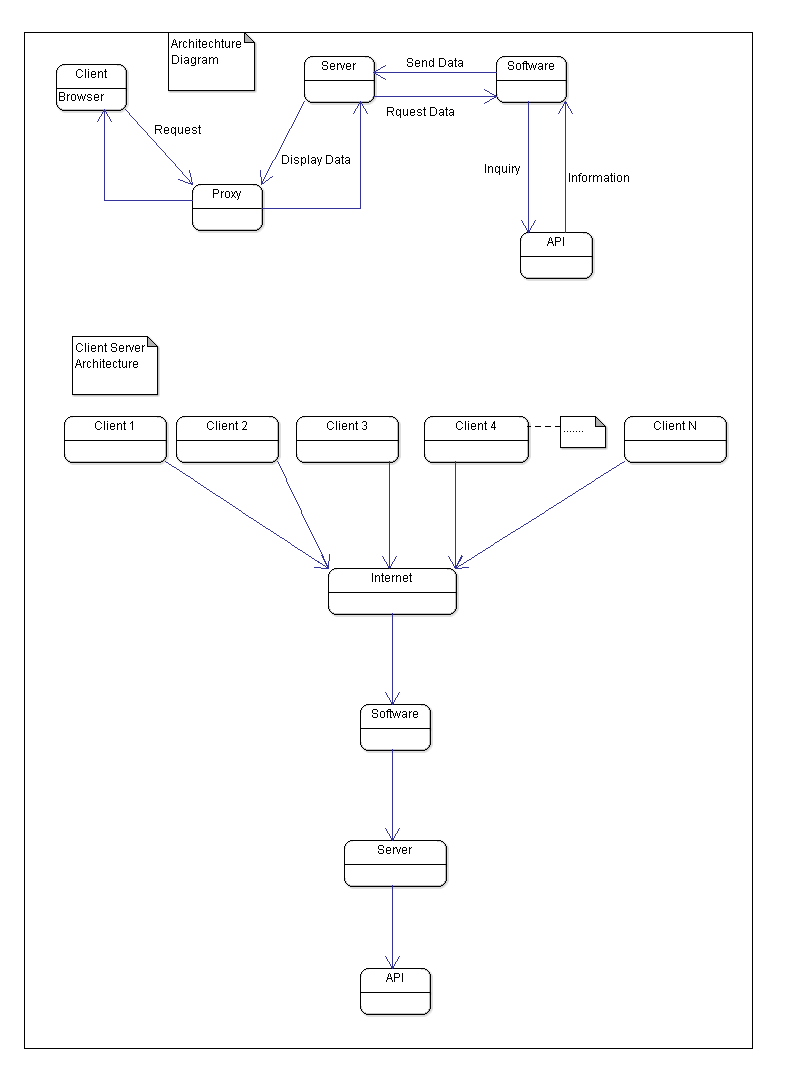 Architechture
Diagram
Client
Browser
Server
Send Data
Software
Rquest Data
Request
Display Data
Inquiry
Information
Proxy
API
Client Server
Architecture
Client 1
Client 2
Client 3
Client 4
.......
Client N
Internet
Software
Server
API